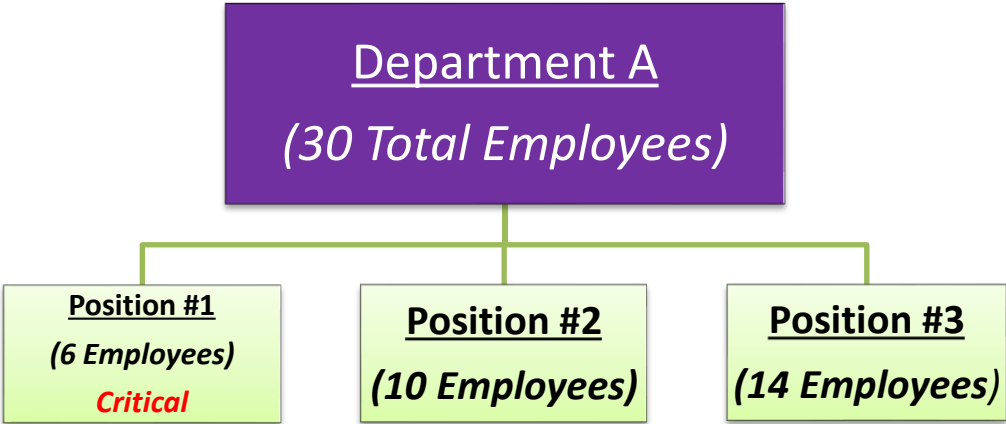 Department A
(30 Total Employees)
Position #1
(6 Employees)
Critical
Position #2
(10 Employees)
Position #3
(14 Employees)